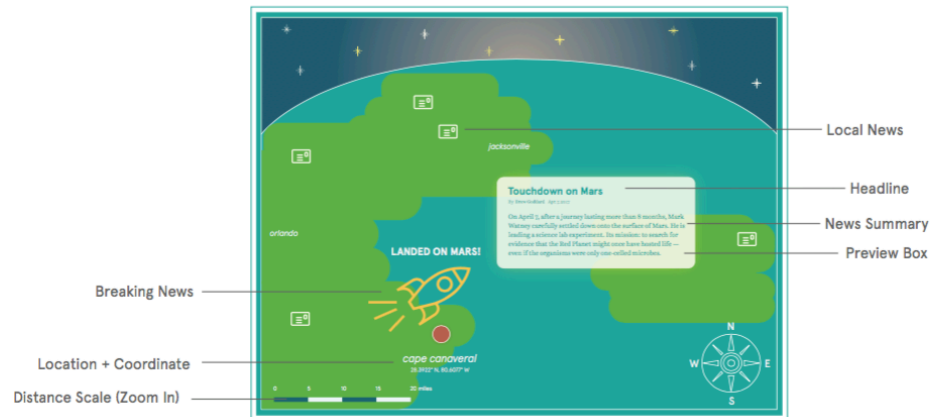 Local News
jacksonville
Touchdown on Mars
Headline
On April 5, after a journey lasting more than 6 months, Mark
Watney carefully settled down onto the surface of Mars. He is
leading a science lab experiment. Its mission: to search for
evidence that the Red Planet might once have hosted life —
even if the organisms were only one-celled microbes.
News Summary
Preview Box
orlando
LANDED ON MARS!
Breaking News
Location + Coordinate
cape canaveral
Distance Scale (Zoom In)
0 5 10 15 20 miles
N
W E
S